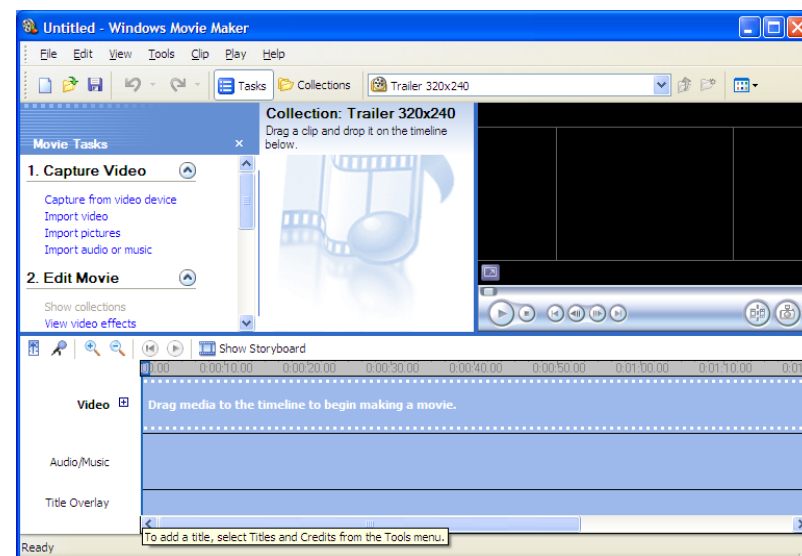 Untitled - Windows Movie Maker
File Edit View Tools Clip Play Help
Tasks Collections Trailer 320x240
Movie Tasks
Collection: Trailer 320x240
Drag a clip and drop it on the timeline
below.
1. Capture Video
Capture from video device
Import video
Import pictures
Import audio or music
2. Edit Movie
Show collections
View video effects
Show Storyboard
0:00:10.00 0:00:20.00 0:00:30.00 0:00:40.00 0:00:50.00 0:01:00.00 0:01:10.00
Video Drag media to the timeline to begin making a movie.
Audio/Music
Title Overlay
To add a title, select Titles and Credits from the Tools menu.
Ready